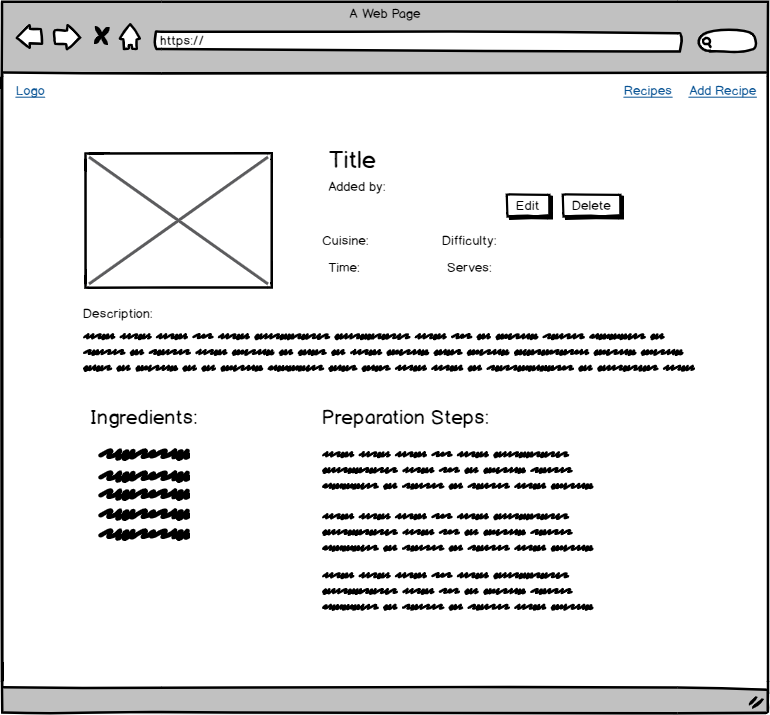 A Web Page
https://
Logo
Recipes
Add Recipe
Title
Added by:
Edit
Delete
Cuisine:
Difficulty:
Time:
Serves:
Description:
Ingredients:
Preparation Steps: